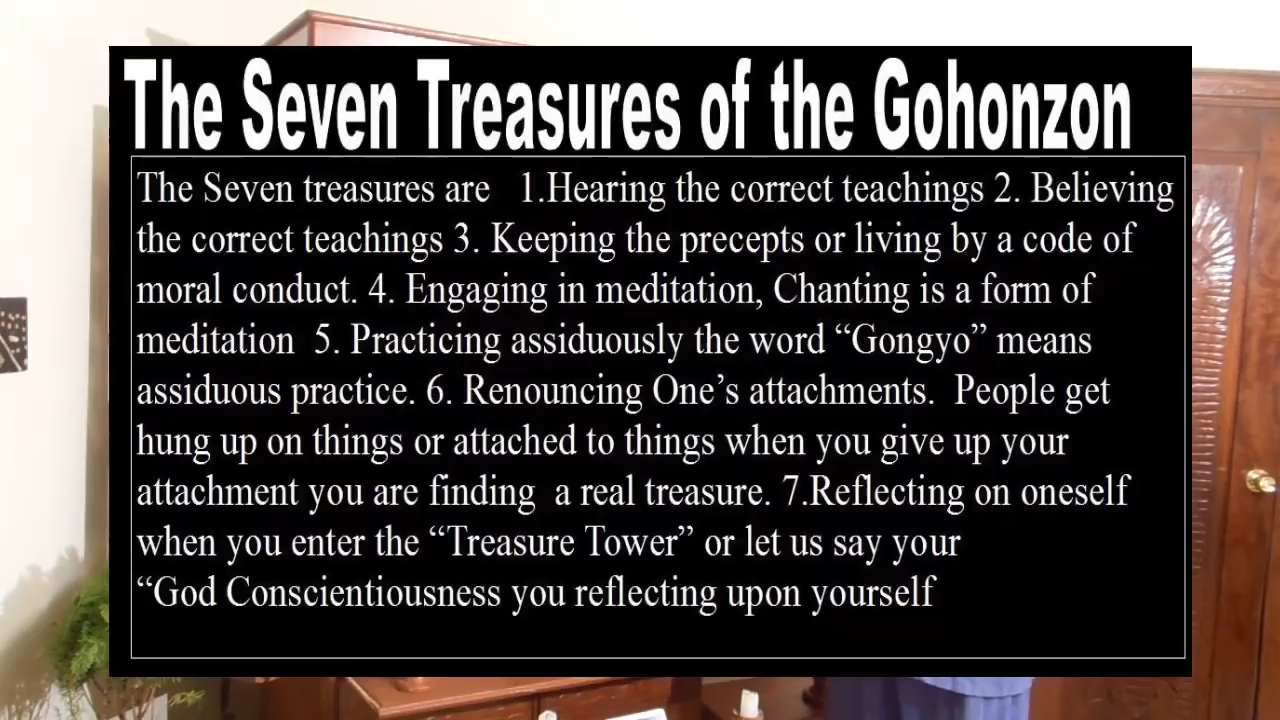 The Seven Treasures of the Gohonzon
The Seven treasures are 1.Hearing the correct teachings 2. Believing
the correct teachings 3. Keeping the precepts or living by a code of
moral conduct. 4. Engaging in meditation, Chanting is a form of
meditation 5. Practicing assiduously the word “Gongyo” means
assiduous practice. 6. Renouncing One’s attachments. People get
hung up on things or attached to things when you give up your
attachment you are finding a real treasure. 7.Reflecting on oneself
when you enter the “Treasure Tower” or let us say your
“God Conscientiousness you reflecting upon yourself